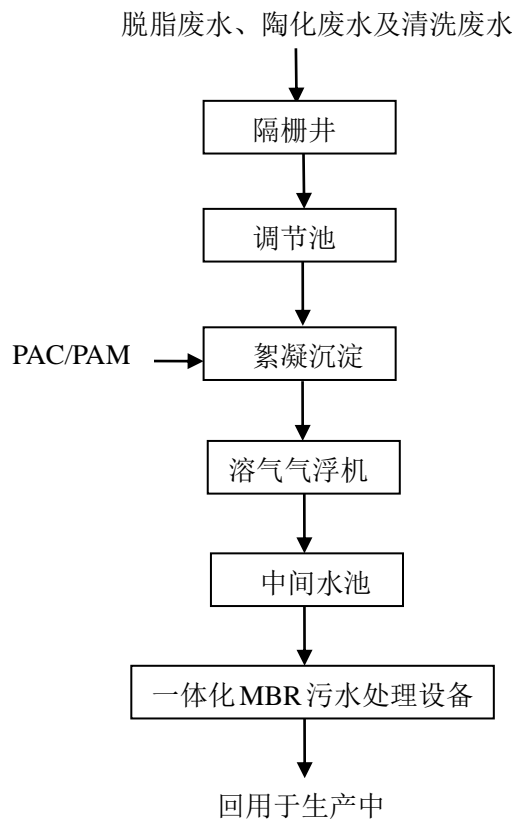 脱脂废水、陶化废水及清洗废水
隔栅井
调节池
PAC/PAM
絮凝沉淀
溶气气浮机
中间水池
一体化MBR污水处理设备
回用于生产中